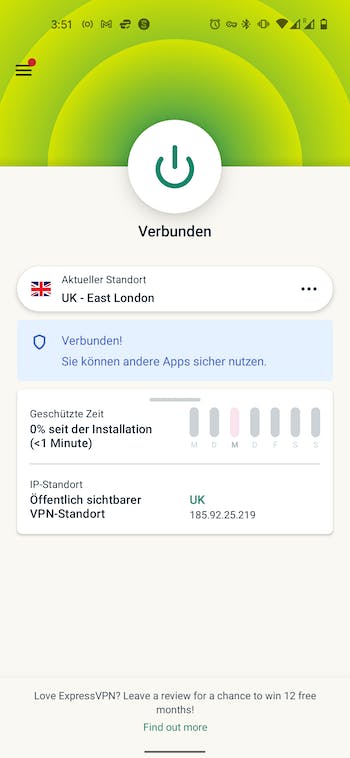 3:51
Verbunden
Aktueller Standort
UK - East London
Verbunden!
Sie können andere Apps sicher nutzen.
Geschützte Zeit
0% seit der Installation
(<1 Minute)
M D M D F S S
IP-Standort
Öffentlich sichtbarer
VPN-Standort
UK
185.92.25.219
Love ExpressVPN? Leave a review for a chance to win 12 free
months!
Find out more